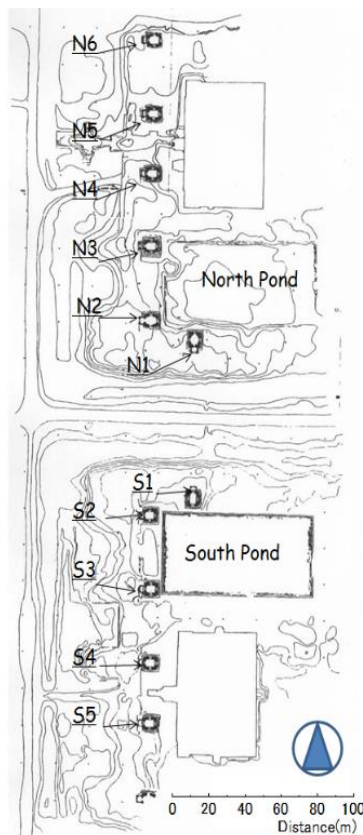 N6
N5
N4
N3
North Pond
N2
N1
S1
S2
South Pond
S3
S4
S5
0 20 40 60 80 100
Distance(m)